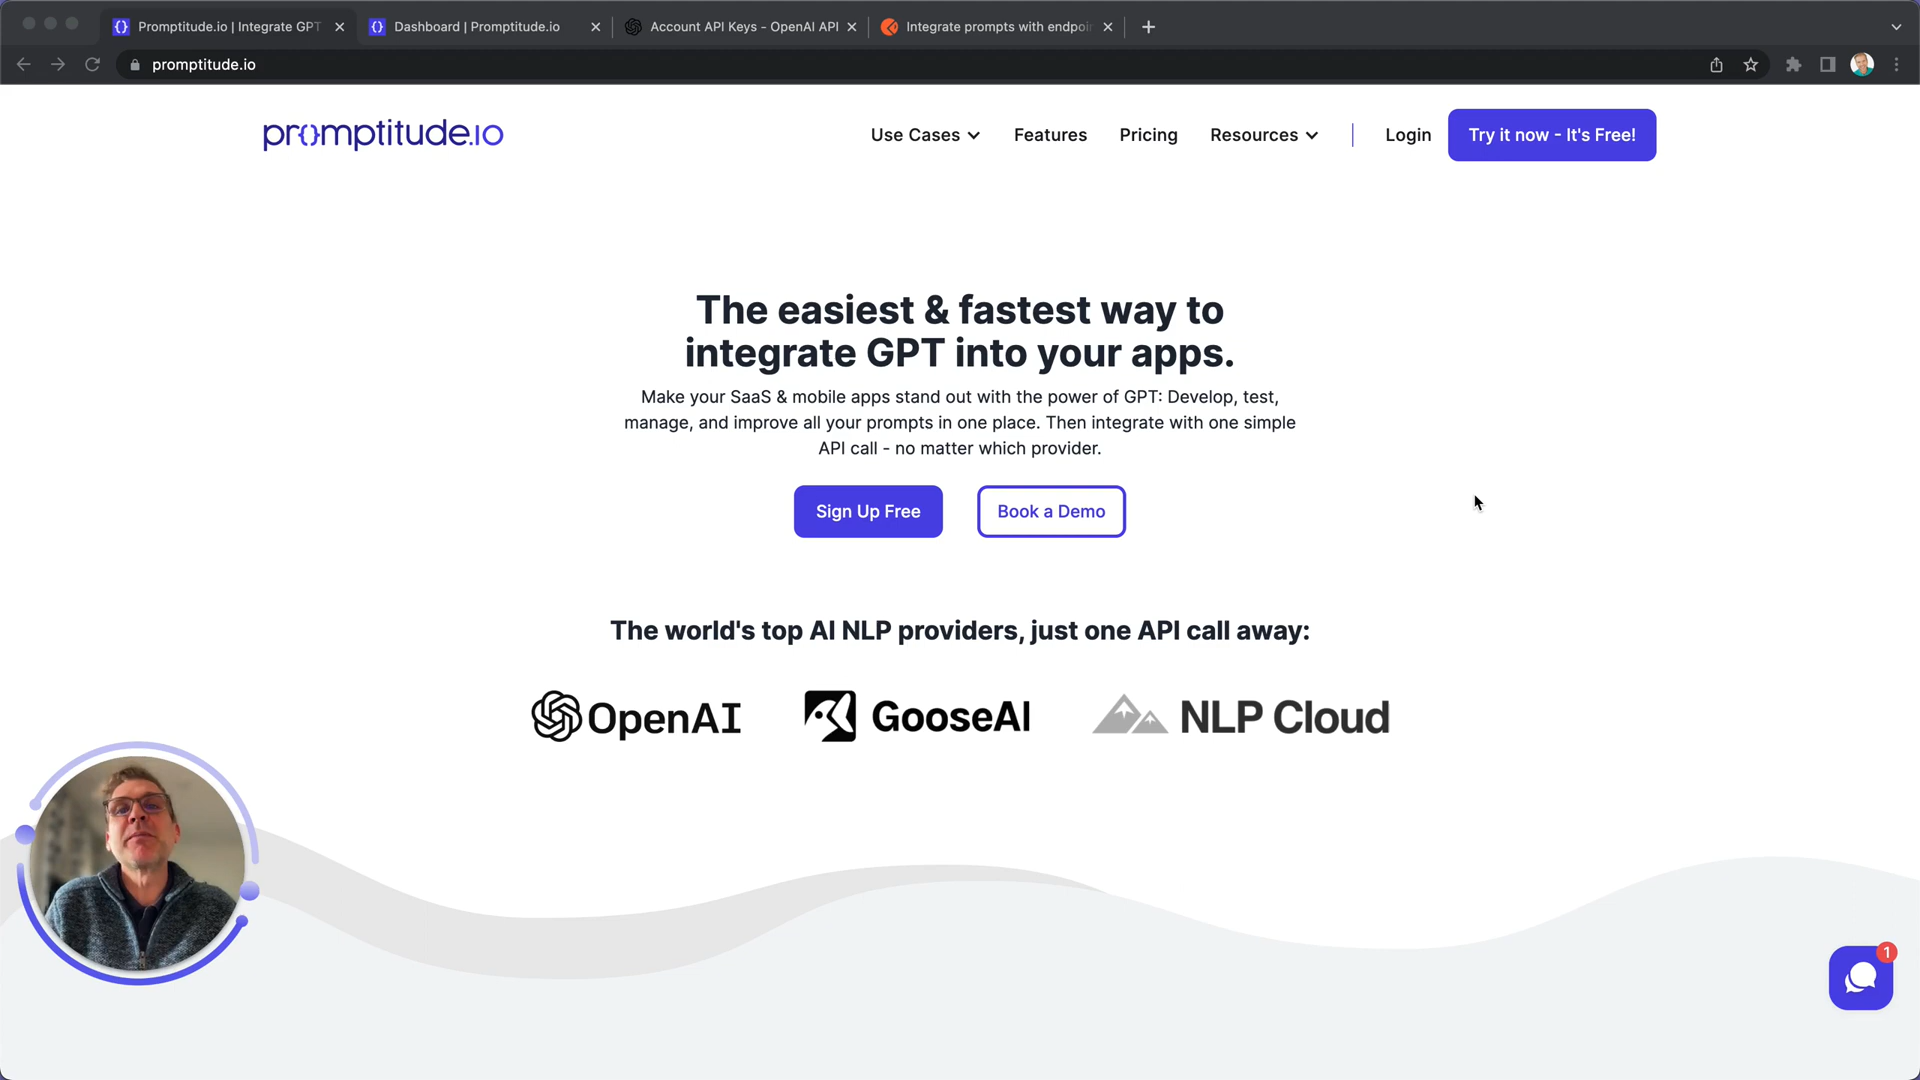 Promptitude.io | Integrate GPT
Dashboard | Promptitude.io
Account API Keys - OpenAI API
Integrate prompts with endpoi
promptitude.io
promptitude.io
Use Cases
Features
Pricing
Resources
Login
Try it now - It's Free!
The easiest & fastest way to
integrate GPT into your apps.
Make your SaaS & mobile apps stand out with the power of GPT: Develop, test,
manage, and improve all your prompts in one place. Then integrate with one simple
API call - no matter which provider.
Sign Up Free
Book a Demo
The world's top AI NLP providers, just one API call away:
OpenAI
GooseAI
NLP Cloud
1